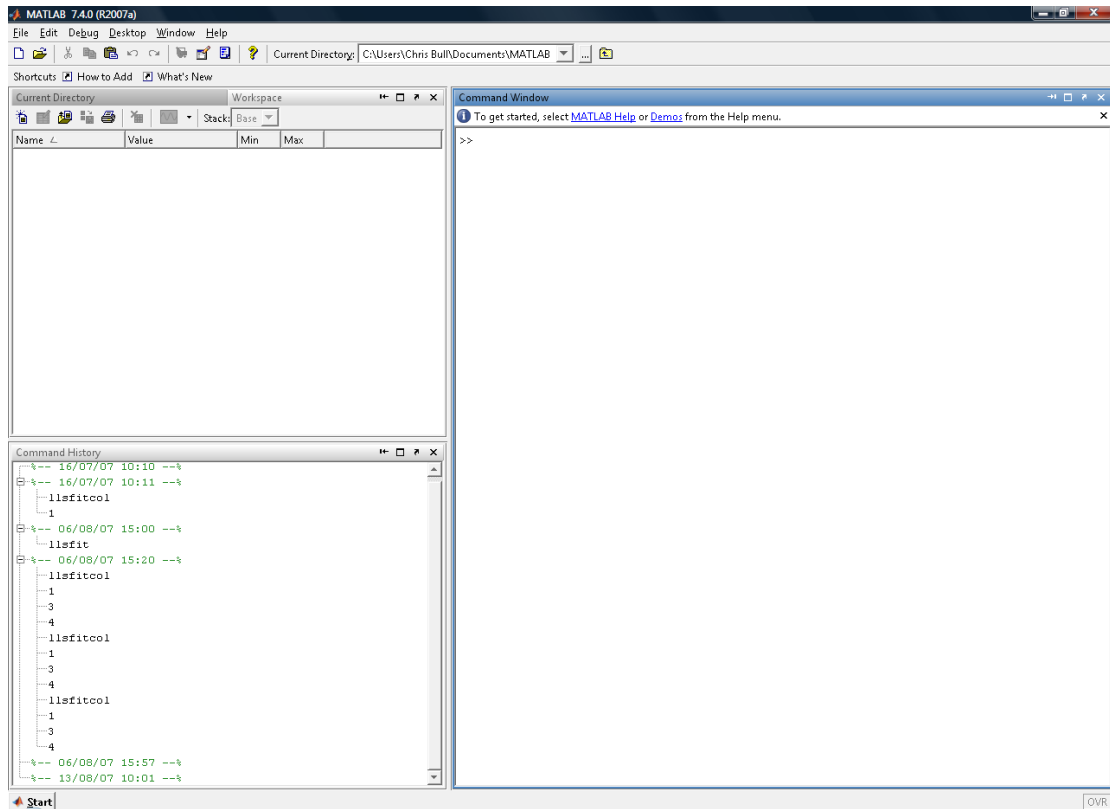 MATLAB 7.4.0 (R2007a)
File Edit Debug Desktop Window Help
Current Directory: C:\Users\Chris Bull\Documents\MATLAB ...
Shortcuts How to Add What's New
Current Directory Workspace
Stack: Base
Name Value Min Max
Command History
%-- 16/07/07 10:10 --%
%-- 16/07/07 10:11 --%
llsfitcol
1
%-- 06/08/07 15:00 --%
llsfit
%-- 06/08/07 15:20 --%
llsfitcol
1
3
4
llsfitcol
1
3
4
llsfitcol
1
3
4
%-- 06/08/07 15:57 --%
%-- 13/08/07 10:01 --%
Command Window
To get started, select MATLAB Help or Demos from the Help menu.
>>
Start
OVR